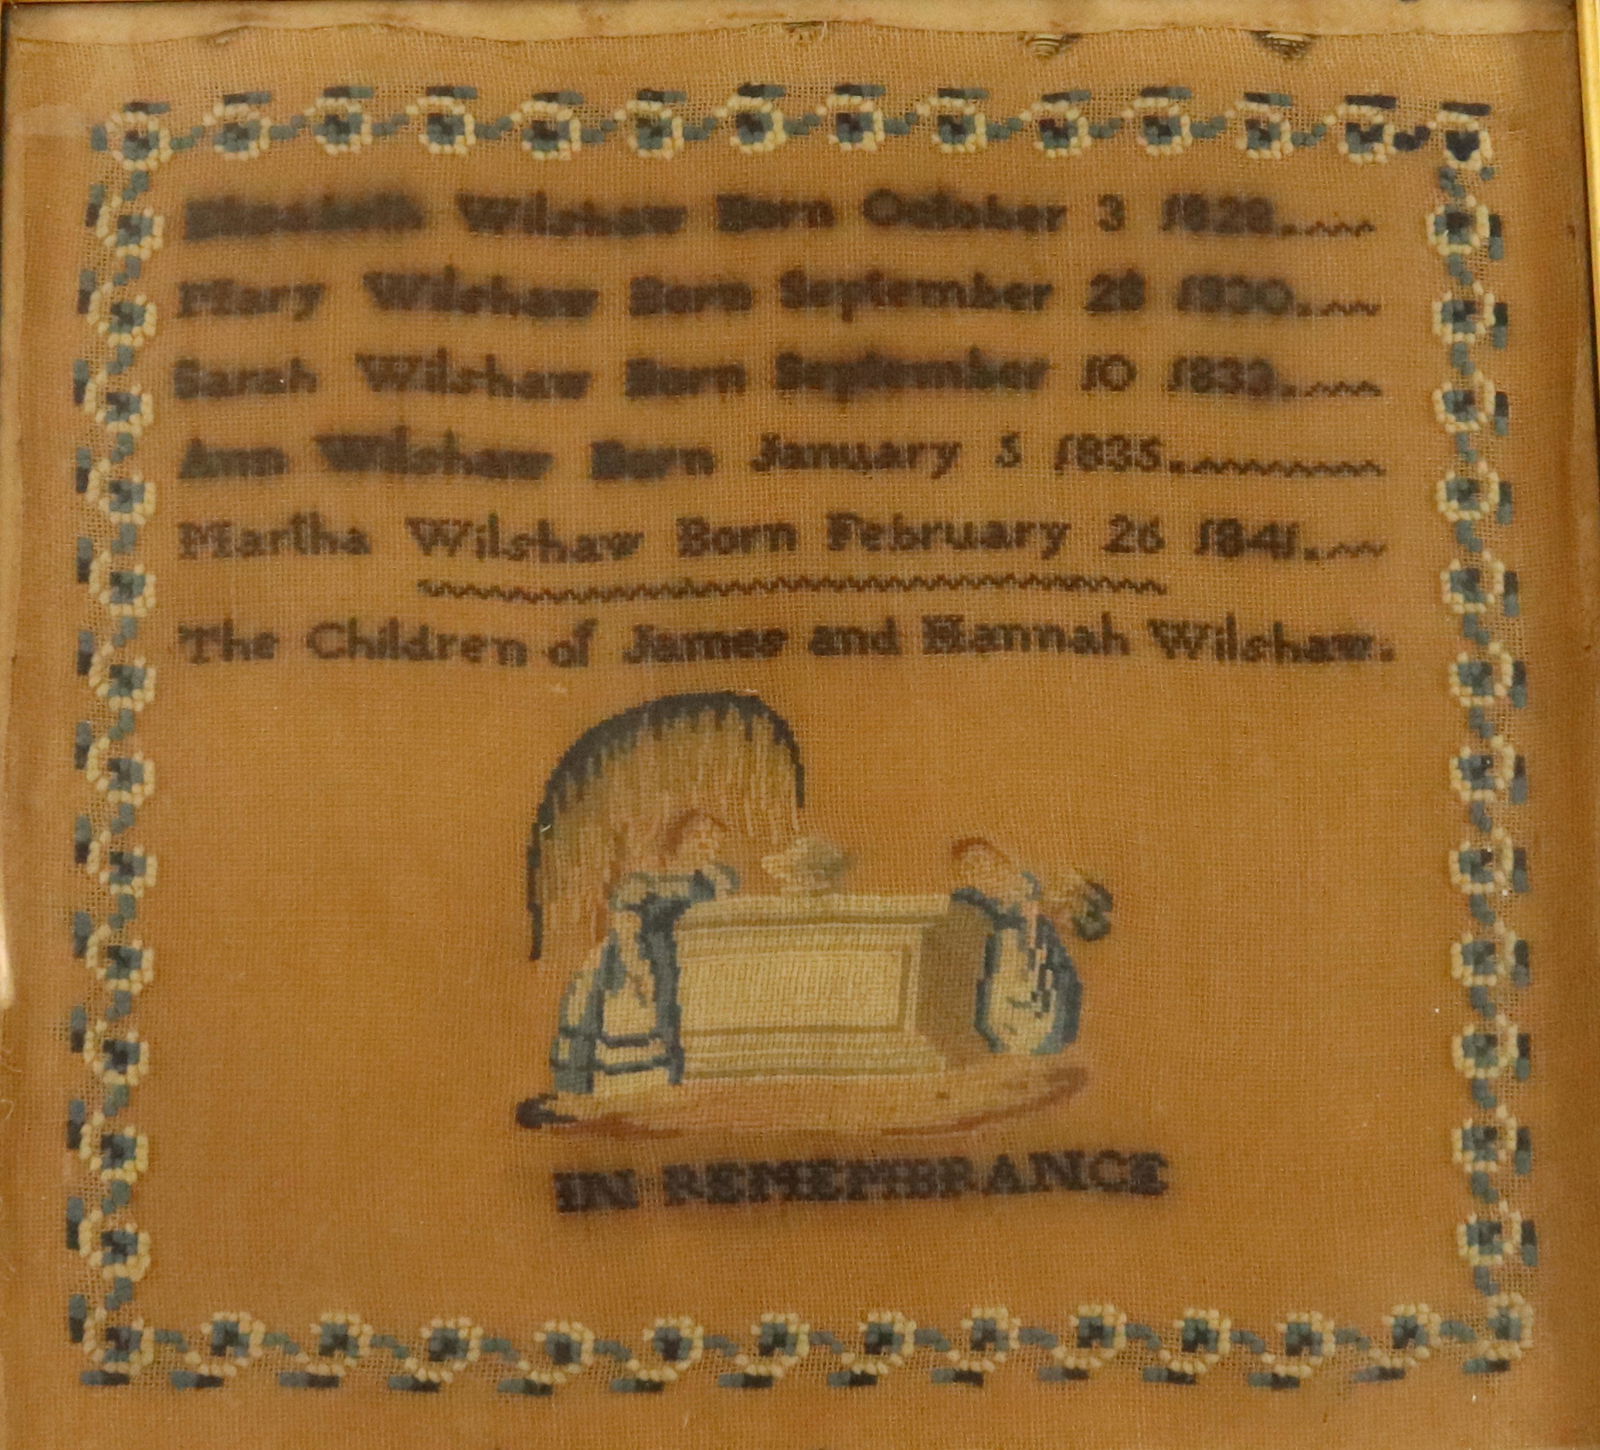 Elizabeth Wilshaw Born October 3 1828.
Mary Wilshaw Born September 28 1830.
Sarah Wilshaw Born September 10 1832.
Ann Wilshaw Born January 5 1835.
Martha Wilshaw Born February 26 1841.
The Children of James and Hannah Wilshaw.
IN REMEMBRANCE